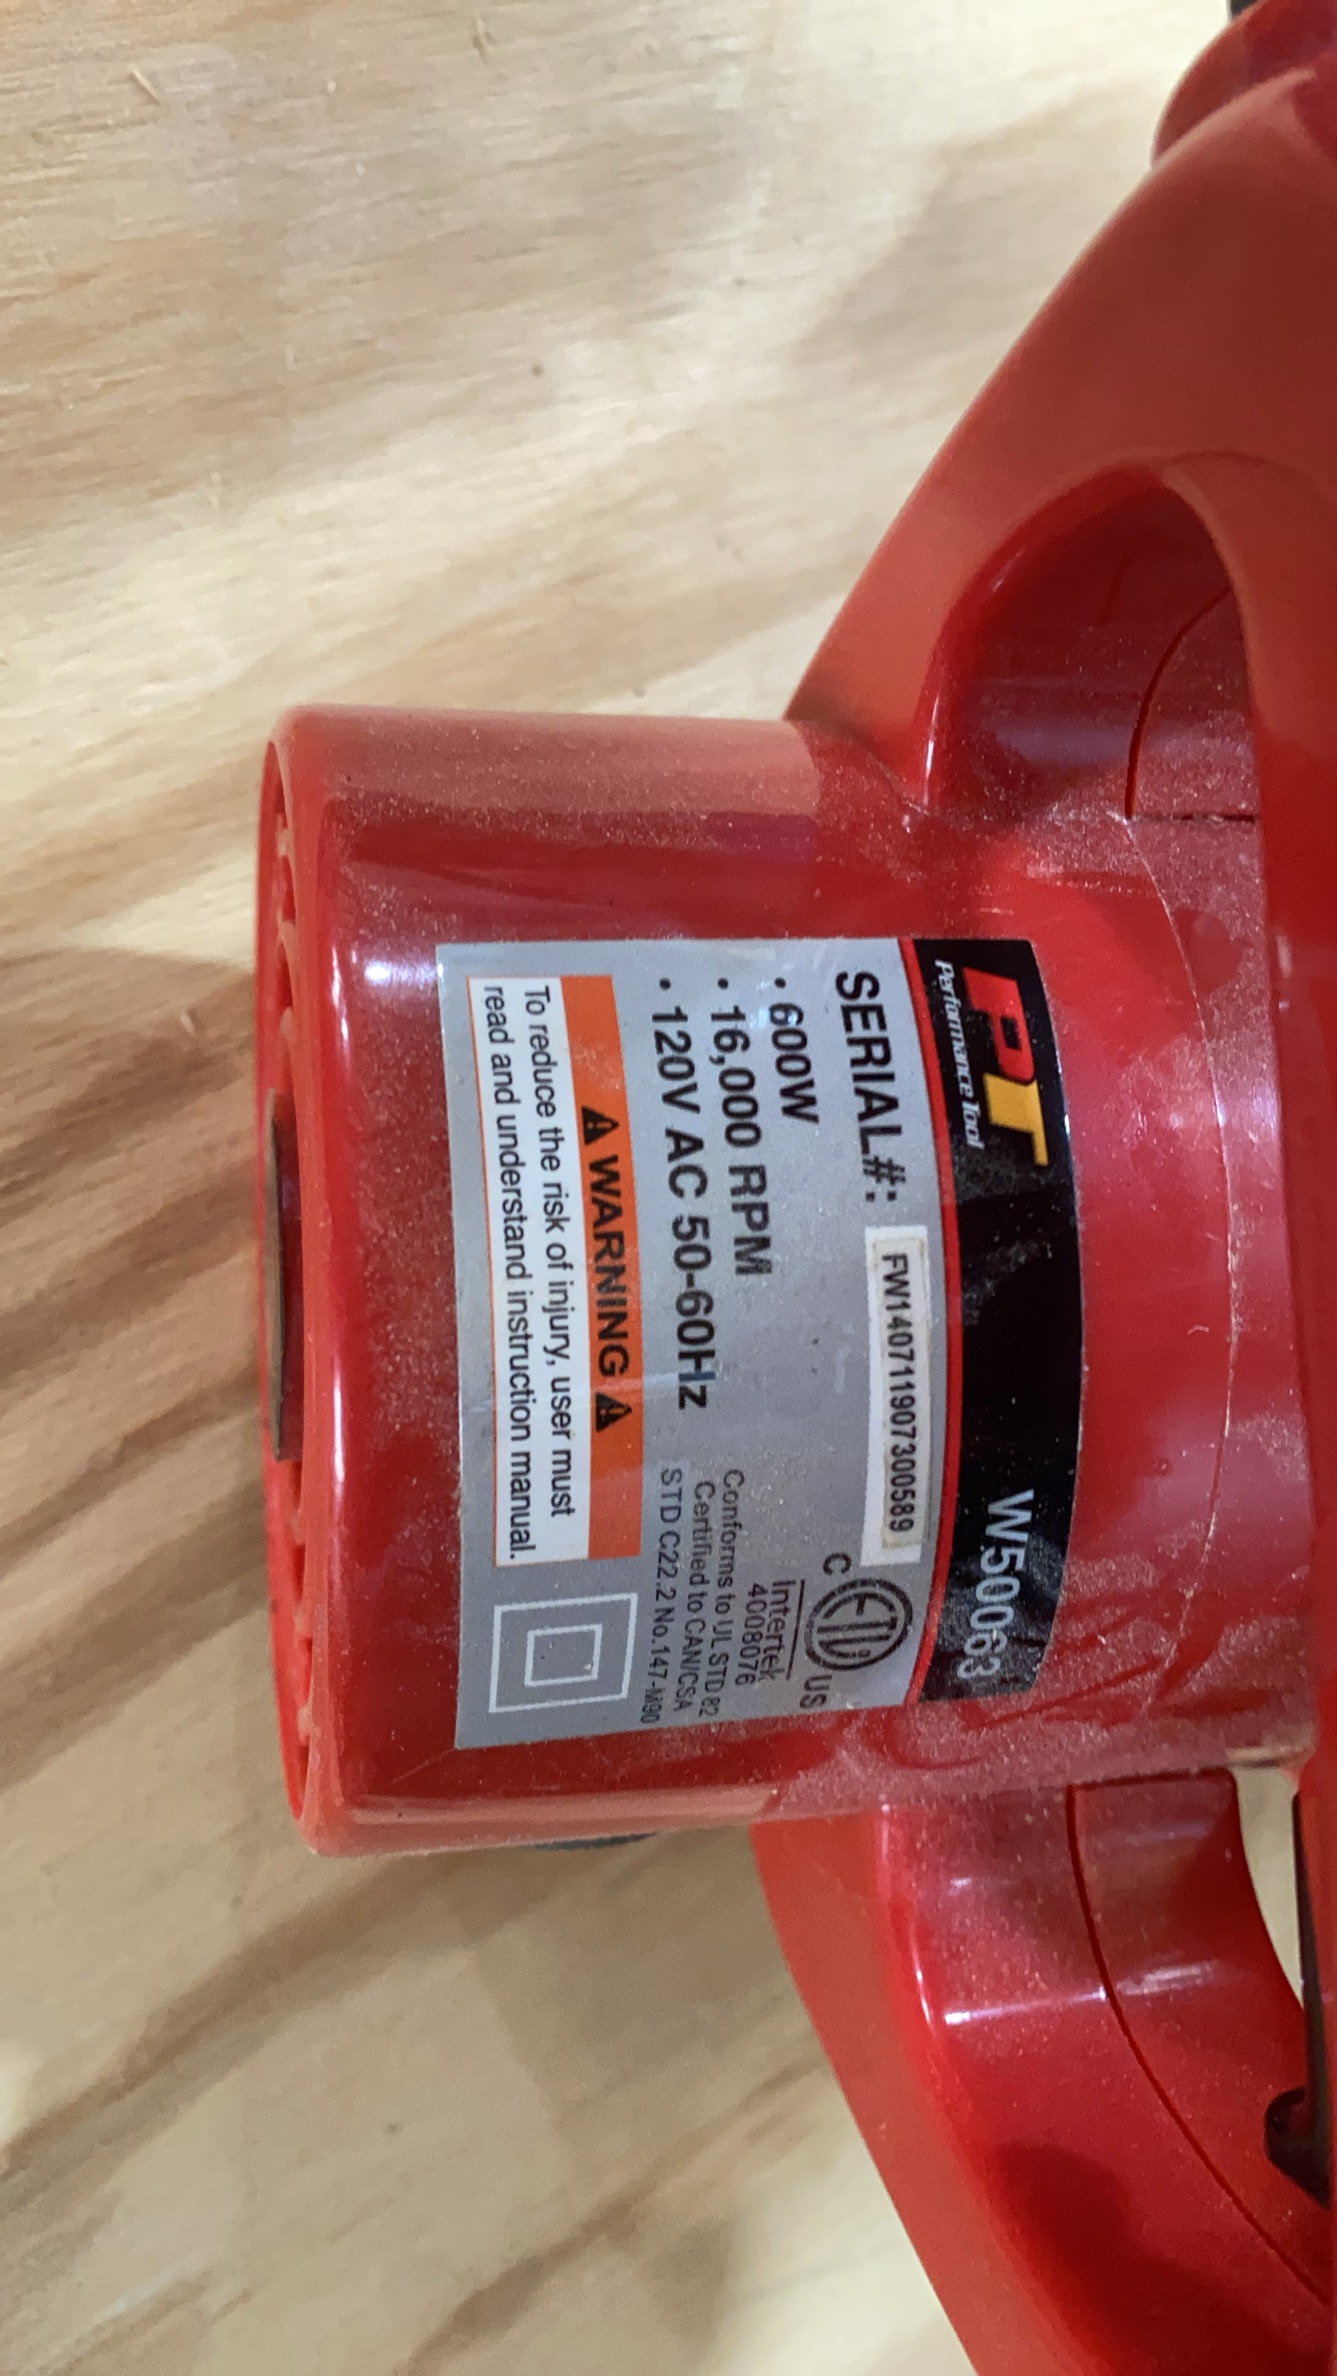 PT
Performance Tool
W50063
SERIAL#: FW140711907300589
• 600W
• 16,000 RPM
• 120V AC 50-60Hz
C ETL US
Intertek
4008076
Conforms to UL STD 82
Certified to CAN/CSA
STD C22.2 No.147-M90
WARNING
To reduce the risk of injury, user must
read and understand instruction manual.